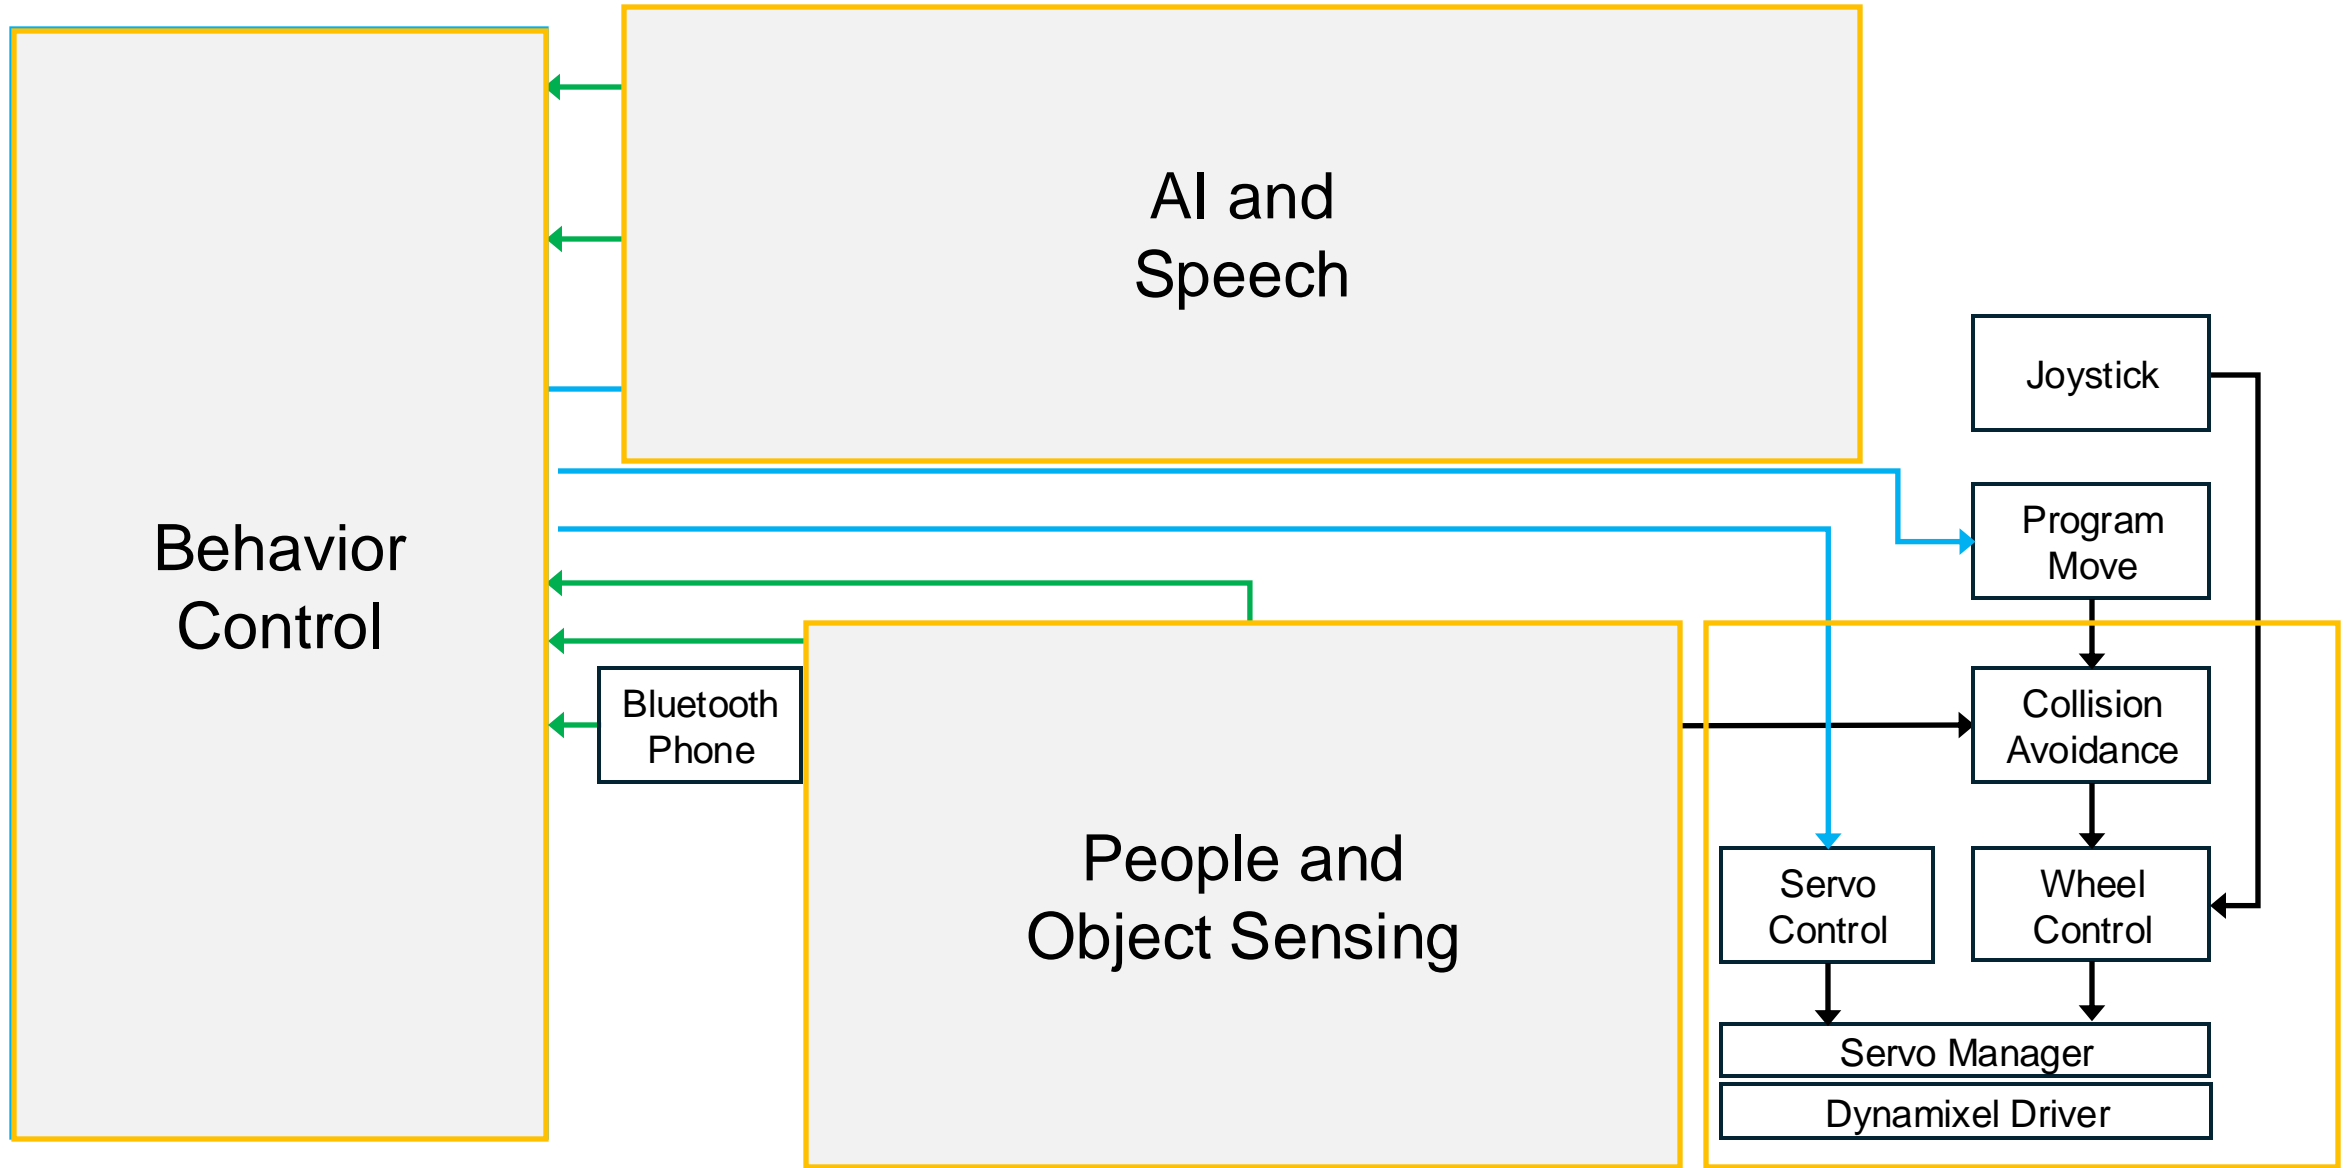 AI and
Speech
Joystick
Behavior
Control
Program
Move
Bluetooth
Phone
Collision
Avoidance
People and
Object Sensing
Servo
Control
Wheel
Control
Servo Manager
Dynamixel Driver